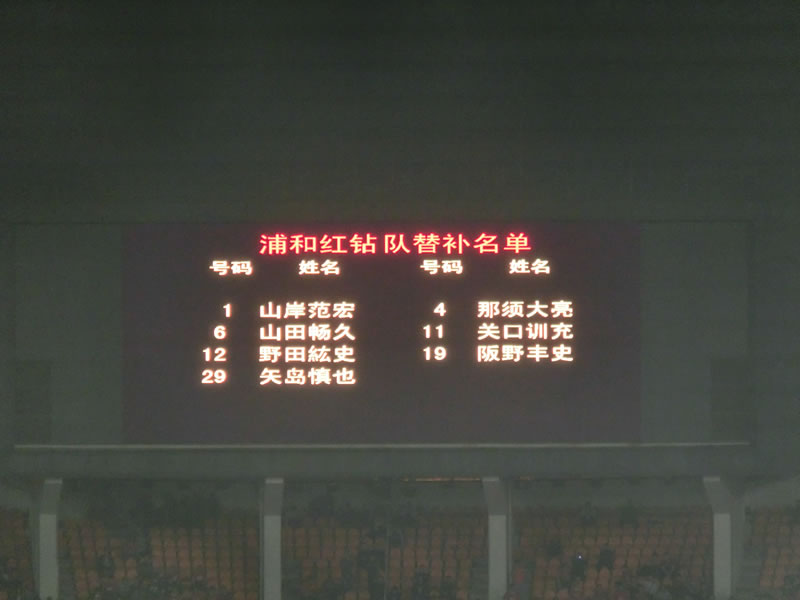 浦和红钻队替补名单
号码 姓名 号码 姓名
1 山岸范宏 4 那须大亮
6 山田畅久 11 关口训充
12 野田紘史 19 阪野丰史
29 矢岛慎也